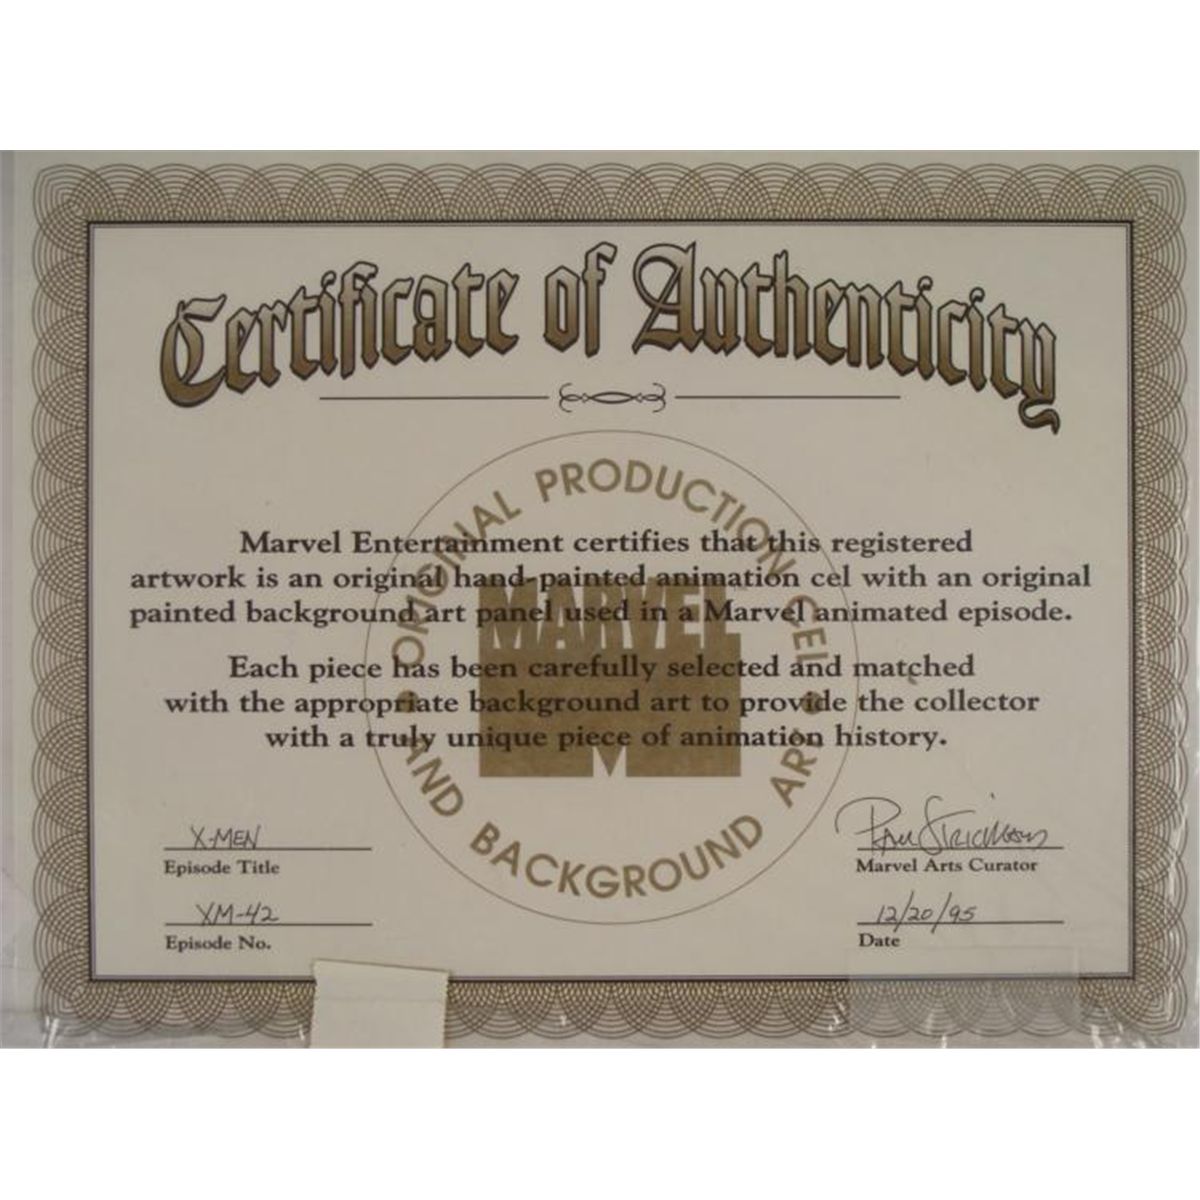 Certificate of Authenticity
Marvel Entertainment certifies that this registered
artwork is an original hand-painted animation cel with an original
painted background art panel used in a Marvel animated episode.
Each piece has been carefully selected and matched
with the appropriate background art to provide the collector
with a truly unique piece of animation history.
ORIGINAL PRODUCTION CEL
MARVEL
AND BACKGROUND ART
X-MEN
Episode Title
XM-42
Episode No.
Marvel Arts Curator
12/20/95
Date